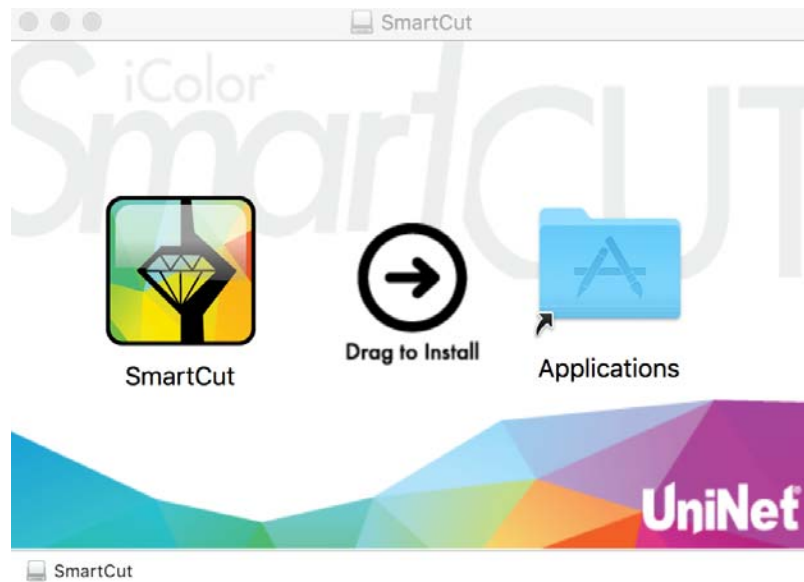 SmartCut
iColor®
SmartCUT
Drag to Install
SmartCut
Applications
UniNet
SmartCut